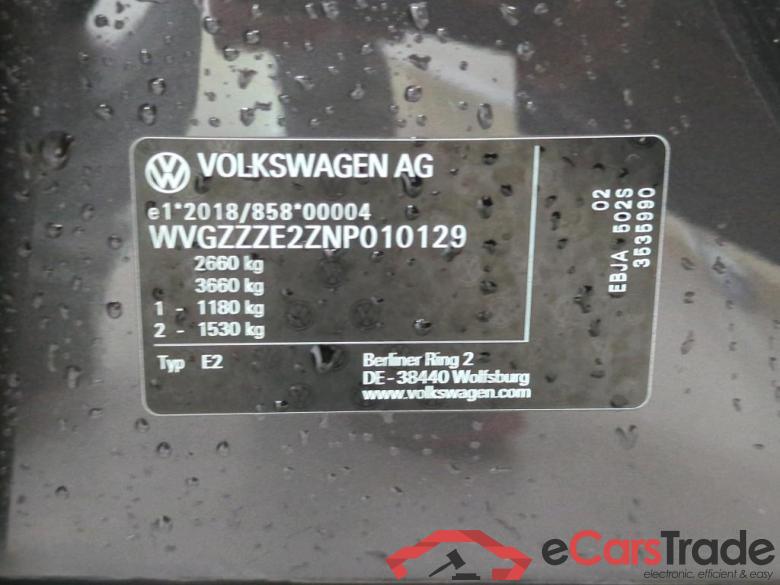 VOLKSWAGEN AG
e1*2018/858*00004
WVGZZZE2ZNP010129
2660 kg
3660 kg
1 - 1180 kg
2 - 1530 kg
Typ E2
Berliner Ring 2
DE-38440 Wolfsburg
www.volkswagen.com
02
EBJA 502S
3535990
eCarsTrade
electronic, efficient & easy